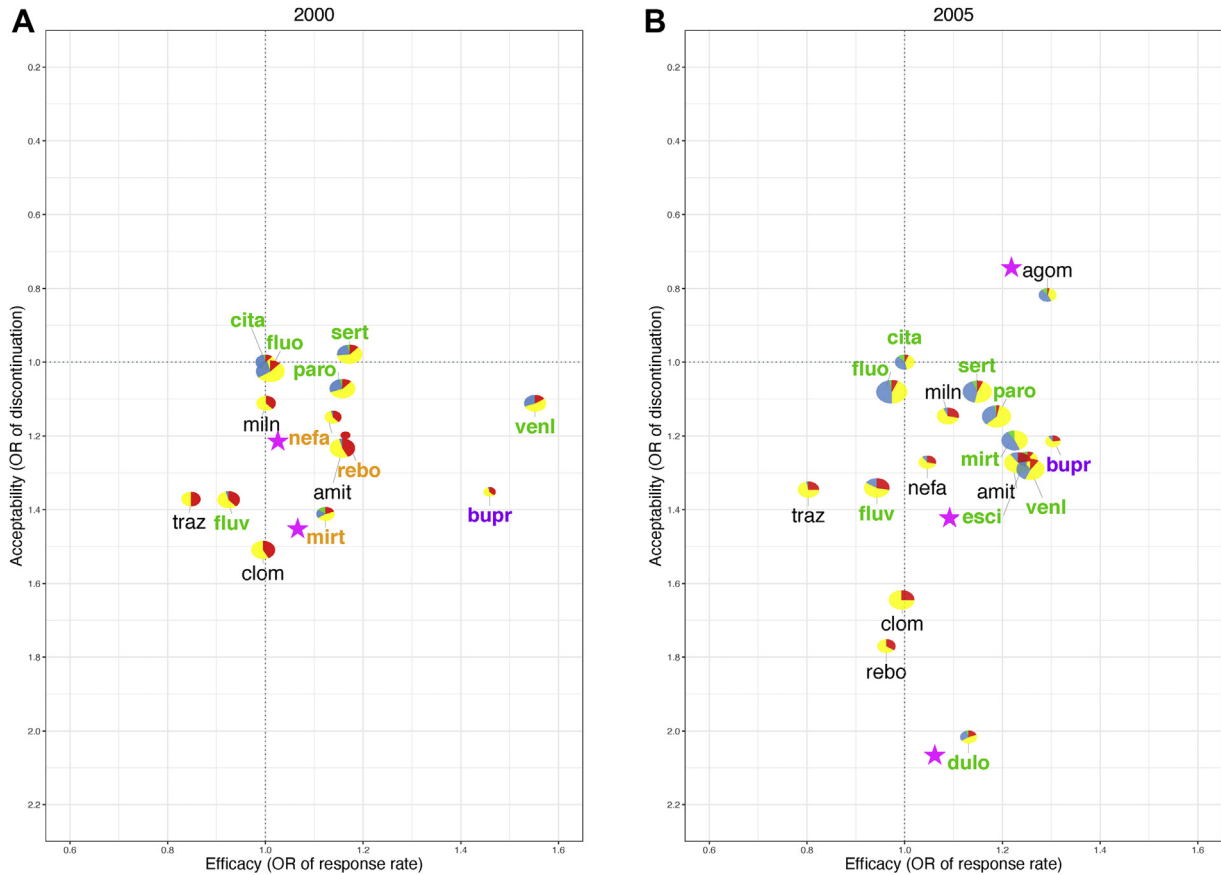 A
2000
0.2
0.4
0.6
0.8
1.0
1.2
1.4
1.6
1.8
2.0
2.2
Acceptability (OR of discontinuation)
cita
fluo
sert
paro
miln
venl
nefa
rebo
amit
traz
fluv
bupr
mirt
clom
0.6
0.8
1.0
1.2
1.4
1.6
Efficacy (OR of response rate)
B
2005
0.2
0.4
0.6
0.8
1.0
1.2
1.4
1.6
1.8
2.0
2.2
Acceptability (OR of discontinuation)
agom
cita
fluo
sert
miln
paro
mirt
bupr
nefa
amit
traz
fluv
esci
venl
clom
rebo
dulo
0.6
0.8
1.0
1.2
1.4
1.6
Efficacy (OR of response rate)